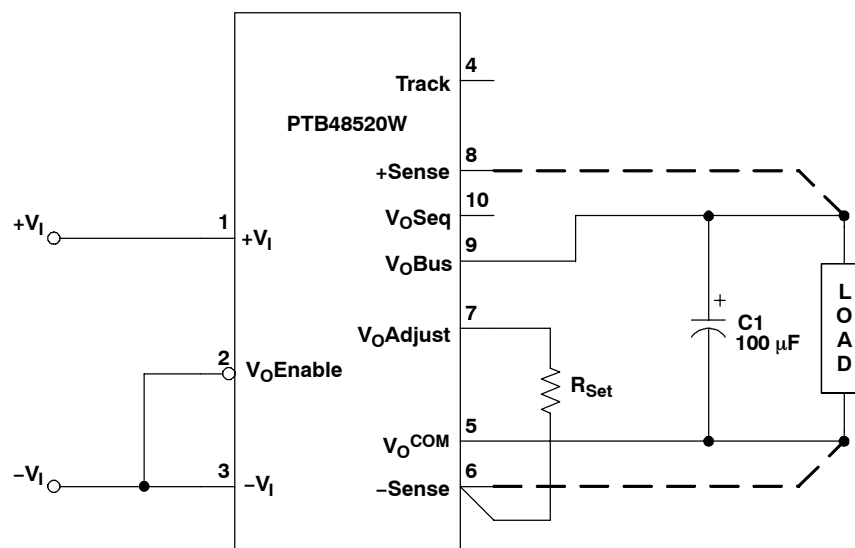 4
Track
PTB48520W
8
+Sense
10
VOSeq
+VI
1
+VI
9
VOBus
7
VOAdjust
+
C1
100 μF
LOAD
2
VOEnable
RSet
5
VOCOM
−VI
3
−VI
6
−Sense